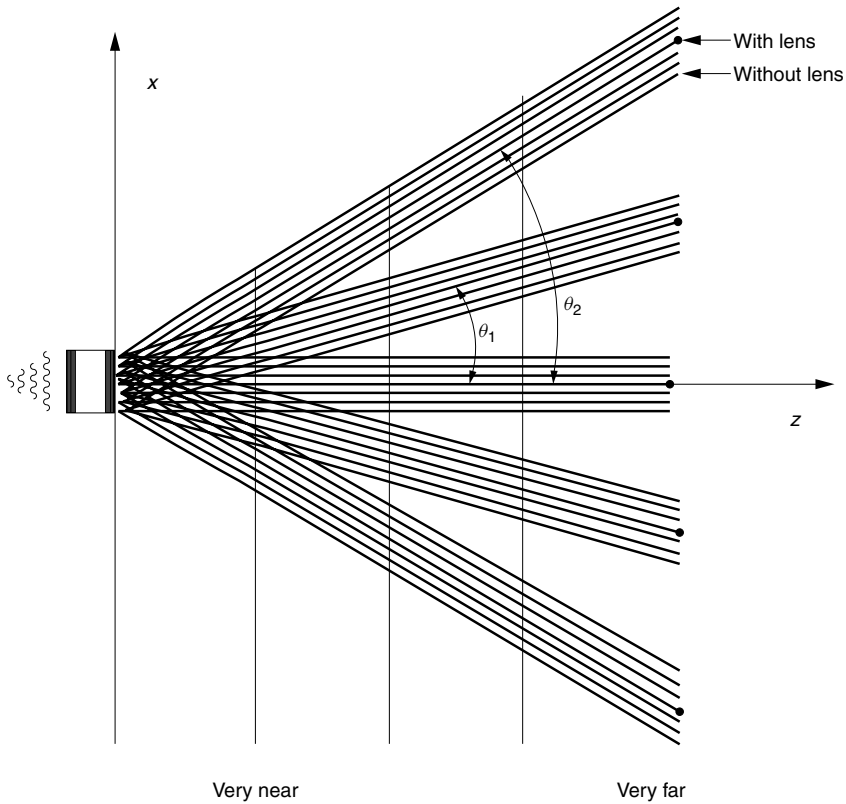 x
With lens
Without lens
θ1
θ2
z
Very near
Very far